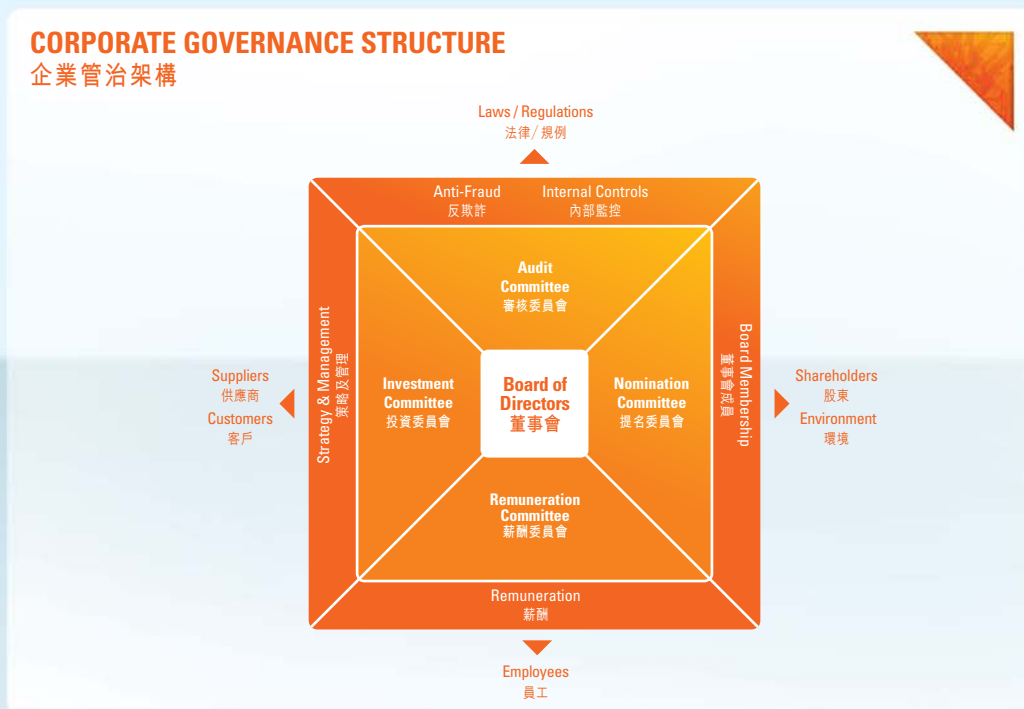 CORPORATE GOVERNANCE STRUCTURE
企業管治架構
Laws / Regulations
法律/規例
Anti-Fraud
反欺詐
Internal Controls
內部監控
Audit
Committee
審核委員會
Strategy & Management
策略及管理
Suppliers
供應商
Customers
客戶
Investment
Committee
投資委員會
Board of
Directors
董事會
Nomination
Committee
提名委員會
Board Membership
董事會成員
Shareholders
股東
Environment
環境
Remuneration
Committee
薪酬委員會
Remuneration
薪酬
Employees
員工